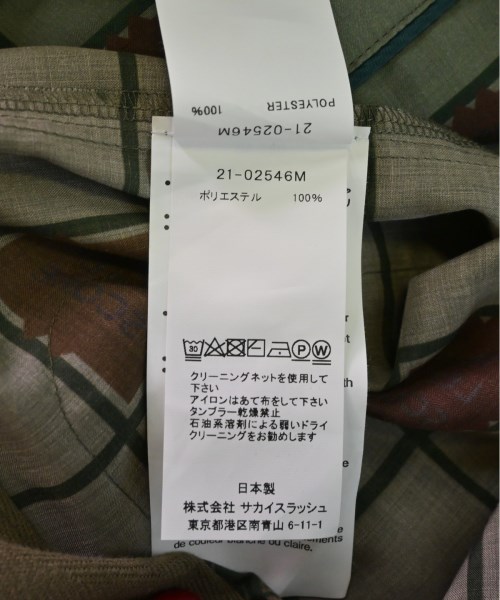 POLYESTER 100%
21-02546M
21-02546M
ポリエステル 100%
30
P W
クリーニングネットを使用して
下さい
アイロンはあて布をして下さい
タンブラー乾燥禁止
石油系溶剤による弱いドライ
クリーニングをお勧めします
日本製
株式会社 サカイスラッシュ
東京都港区南青山 6-11-1
de couleur blanche ou claire.